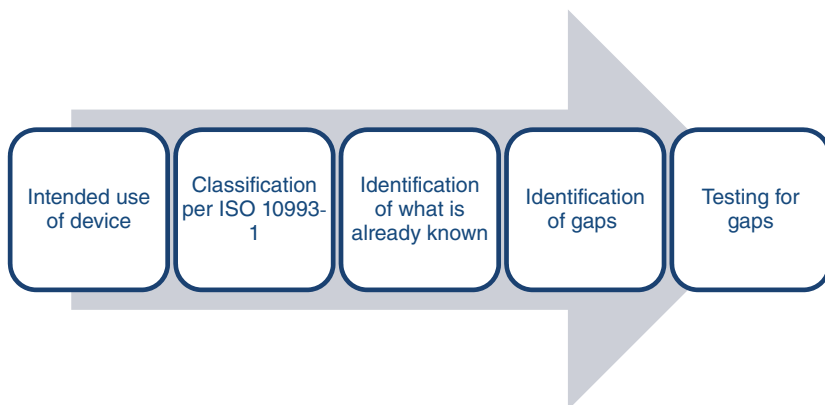 Intended use
of device
Classification
per ISO 10993-
1
Identification
of what is
already known
Identification
of gaps
Testing for
gaps